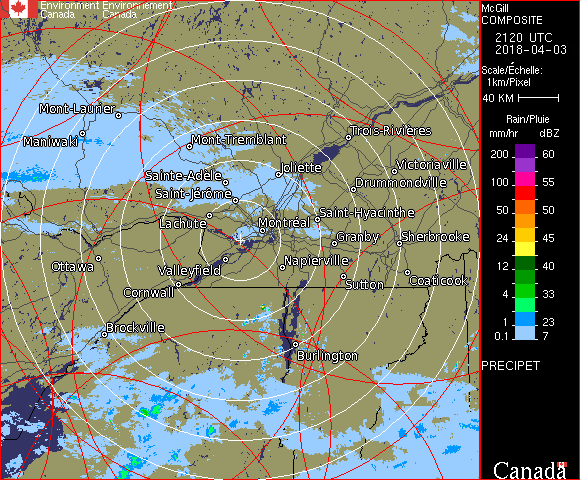 Environment Environnement
Canada Canada
McGill
COMPOSITE
2120 UTC
2018-04-03
Scale/Échelle:
1km/Pixel
40 KM
Rain/Pluie
mm/hr dBZ
200 60
100 55
50 50
24 45
12 40
4 33
1 23
0.1 7
PRECIPET
Mont-Laurier
Maniwaki
Mont-Tremblant
Trois-Rivières
Sainte-Adele
Joliette
Victoriaville
Saint-Jérôme
Drummondville
Lachute
Montréal
Saint-Hyacinthe
Granby
Sherbrooke
Ottawa
Valleyfield
Napierville
Cornwall
Sutton
Coaticook
Brockville
Burlington
Canada